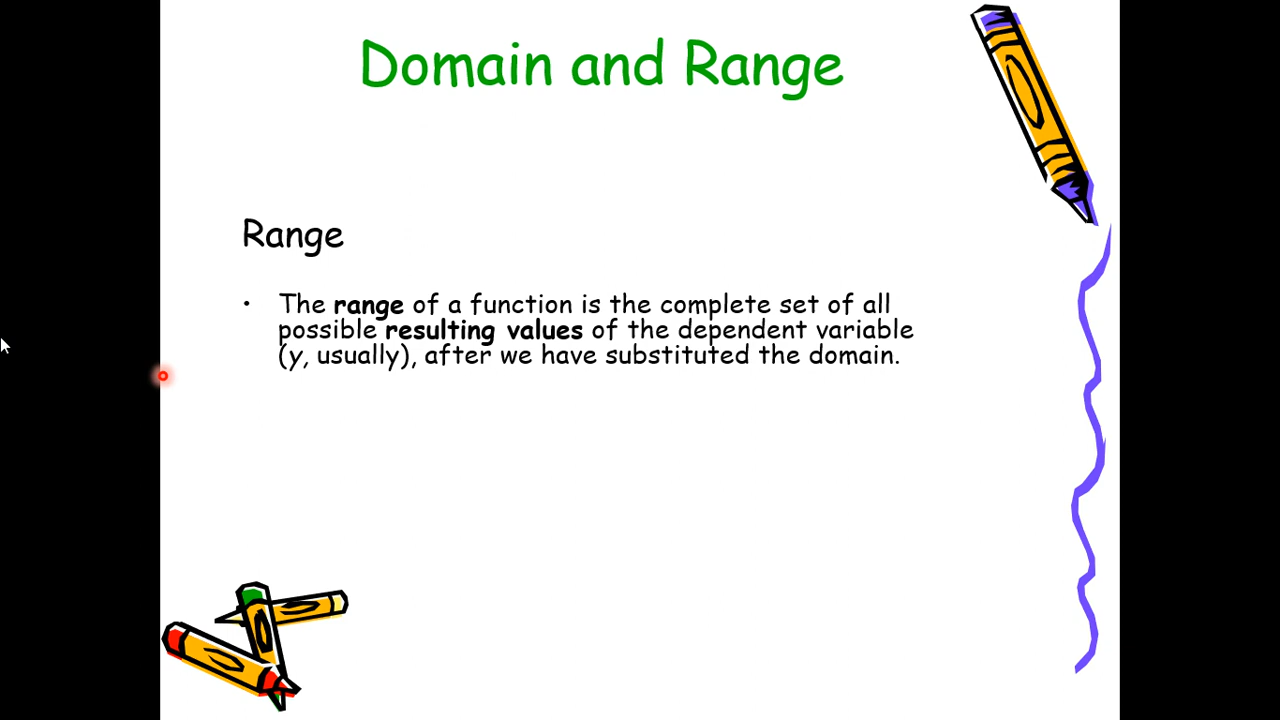 Domain and Range
Range
• The range of a function is the complete set of all
possible resulting values of the dependent variable
(y, usually), after we have substituted the domain.